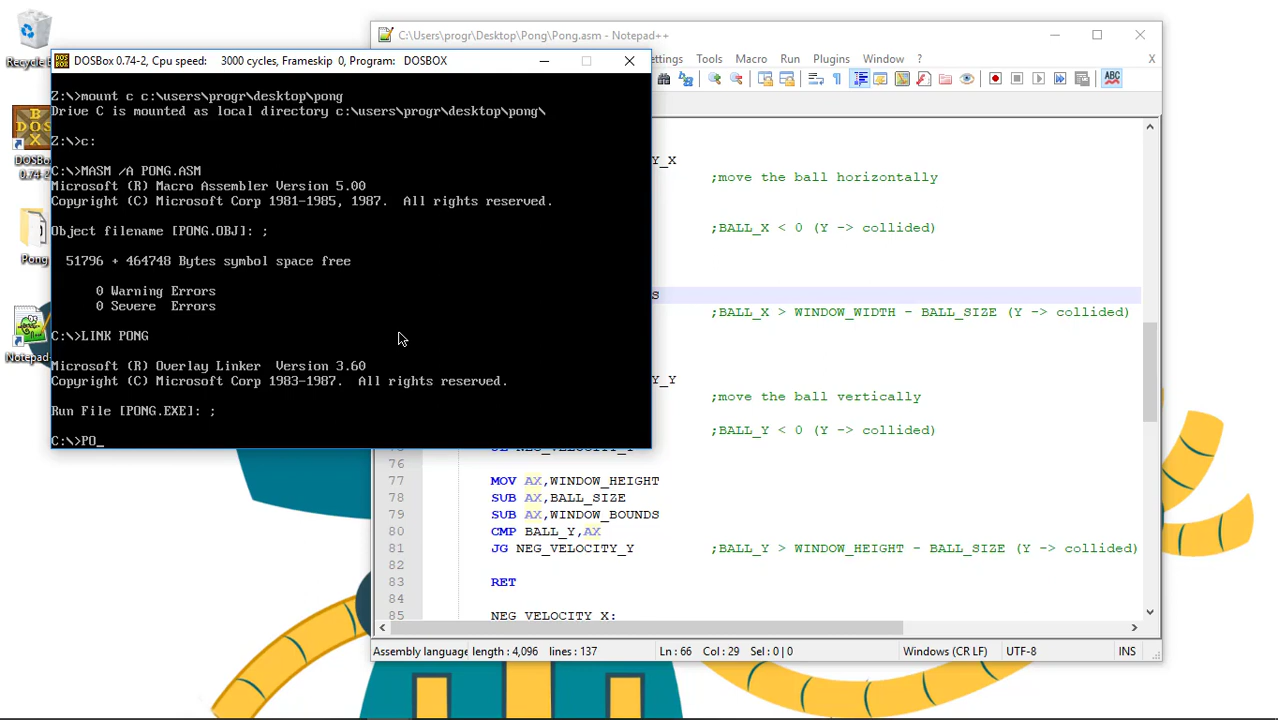 Recycle B
DOSBo
0.74-2
Pong
Notepad+
C:\Users\progr\Desktop\Pong\Pong.asm - Notepad++
ettings Tools Macro Run Plugins Window ? X
DOSBox 0.74-2, Cpu speed: 3000 cycles, Frameskip 0, Program: DOSBOX
Z:\>mount c c:\users\progr\desktop\pong
Drive C is mounted as local directory c:\users\progr\desktop\pong\
Z:\>c:
C:\>MASM /A PONG.ASM
Microsoft (R) Macro Assembler Version 5.00
Copyright (C) Microsoft Corp 1981-1985, 1987. All rights reserved.
Object filename [PONG.OBJ]: ;
51796 + 464748 Bytes symbol space free
0 Warning Errors
0 Severe Errors
C:\>LINK PONG
Microsoft (R) Overlay Linker Version 3.60
Copyright (C) Microsoft Corp 1983-1987. All rights reserved.
Run File [PONG.EXE]: ;
C:\>PO_
Y_X
;move the ball horizontally
;BALL_X < 0 (Y -> collided)
S
;BALL_X > WINDOW_WIDTH - BALL_SIZE (Y -> collided)
Y_Y
;move the ball vertically
;BALL_Y < 0 (Y -> collided)
76
77 MOV AX,WINDOW_HEIGHT
78 SUB AX,BALL_SIZE
79 SUB AX,WINDOW_BOUNDS
80 CMP BALL_Y,AX
81 JG NEG_VELOCITY_Y ;BALL_Y > WINDOW_HEIGHT - BALL_SIZE (Y -> collided)
82
83 RET
84
85 NEG_VELOCITY_X:
Assembly language length : 4,096 lines : 137 Ln : 66 Col : 29 Sel : 0 | 0 Windows (CR LF) UTF-8 INS